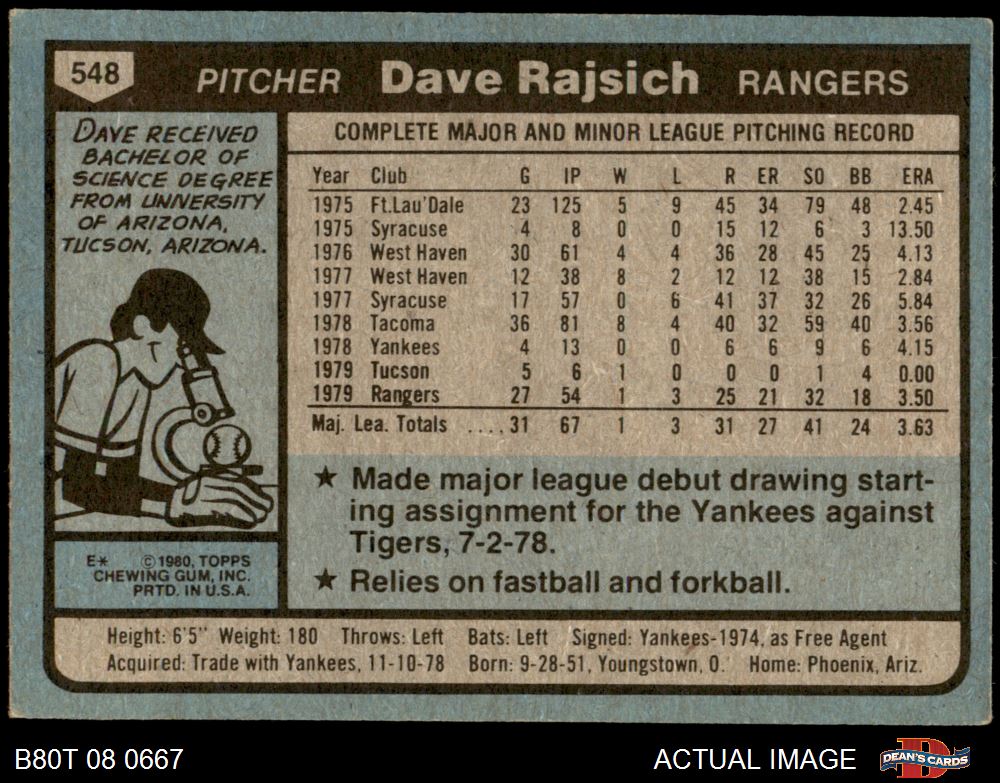 548 PITCHER Dave Rajsich RANGERS
DAVE RECEIVED
BACHELOR OF
SCIENCE DEGREE
FROM UNIVERSITY
OF ARIZONA,
TUCSON, ARIZONA.
COMPLETE MAJOR AND MINOR LEAGUE PITCHING RECORD
Year Club G IP W L R ER SO BB ERA
1975 Ft.Lau'Dale 23 125 5 9 45 34 79 48 2.45
1975 Syracuse 4 8 0 0 15 12 6 3 13.50
1976 West Haven 30 61 4 4 36 28 45 25 4.13
1977 West Haven 12 38 8 2 12 12 38 15 2.84
1977 Syracuse 17 57 0 6 41 37 32 26 5.84
1978 Tacoma 36 81 8 4 40 32 59 40 3.56
1978 Yankees 4 13 0 0 6 6 9 6 4.15
1979 Tucson 5 6 1 0 0 0 1 4 0.00
1979 Rangers 27 54 1 3 25 21 32 18 3.50
Maj. Lea. Totals ....31 67 1 3 31 27 41 24 3.63
★ Made major league debut drawing start-
ing assignment for the Yankees against
Tigers, 7-2-78.
★ Relies on fastball and forkball.
E* ©1980, TOPPS
CHEWING GUM, INC.
PRTD. IN U.S.A.
Height: 6'5" Weight: 180 Throws: Left Bats: Left Signed: Yankees-1974, as Free Agent
Acquired: Trade with Yankees, 11-10-78 Born: 9-28-51, Youngstown, O. Home: Phoenix, Ariz.
B80T 08 0667 ACTUAL IMAGE DEAN'S CARDS